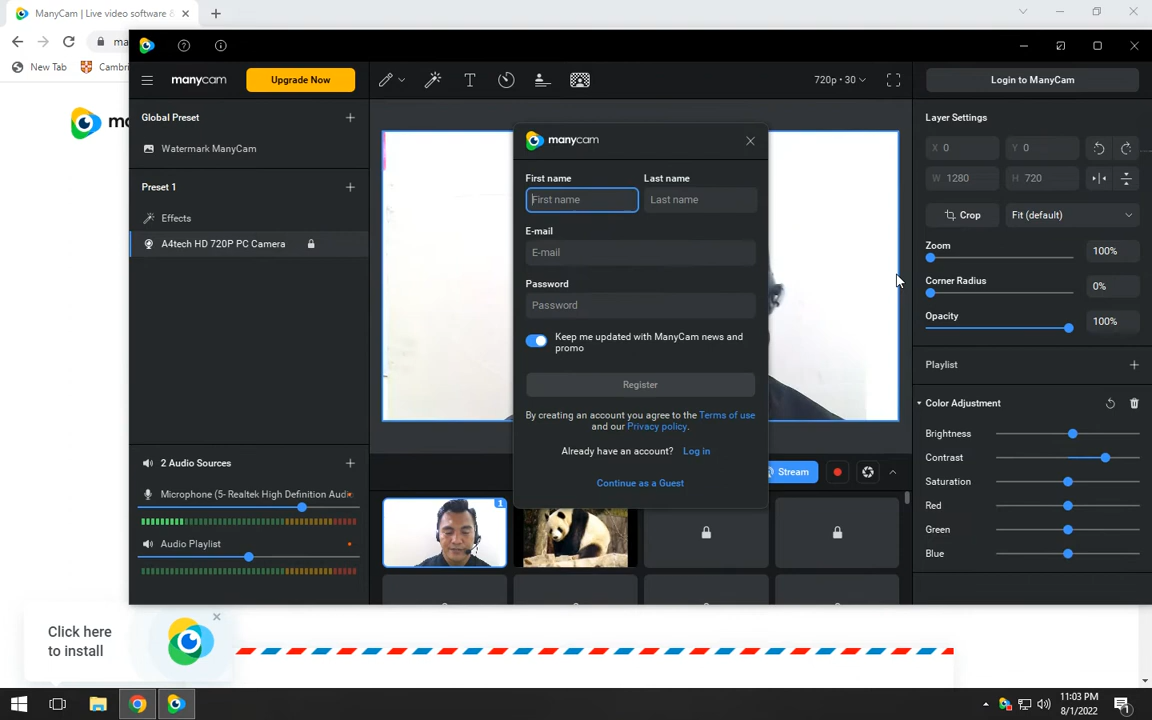 ManyCam | Live video software &
New Tab
Cambri
manycam
Upgrade Now
720p • 30
Login to ManyCam
Global Preset
Watermark ManyCam
Preset 1
Effects
A4tech HD 720P PC Camera
2 Audio Sources
Microphone (5- Realtek High Definition Audi
Audio Playlist
manycam
First name
Last name
First name
Last name
E-mail
E-mail
Password
Password
Keep me updated with ManyCam news and
promo
Register
By creating an account you agree to the Terms of use
and our Privacy policy.
Already have an account? Log in
Continue as a Guest
Stream
1
Layer Settings
X 0
Y 0
W 1280
H 720
Crop
Fit (default)
Zoom
100%
Corner Radius
0%
Opacity
100%
Playlist
Color Adjustment
Brightness
Contrast
Saturation
Red
Green
Blue
Click here
to install
11:03 PM
8/1/2022
1